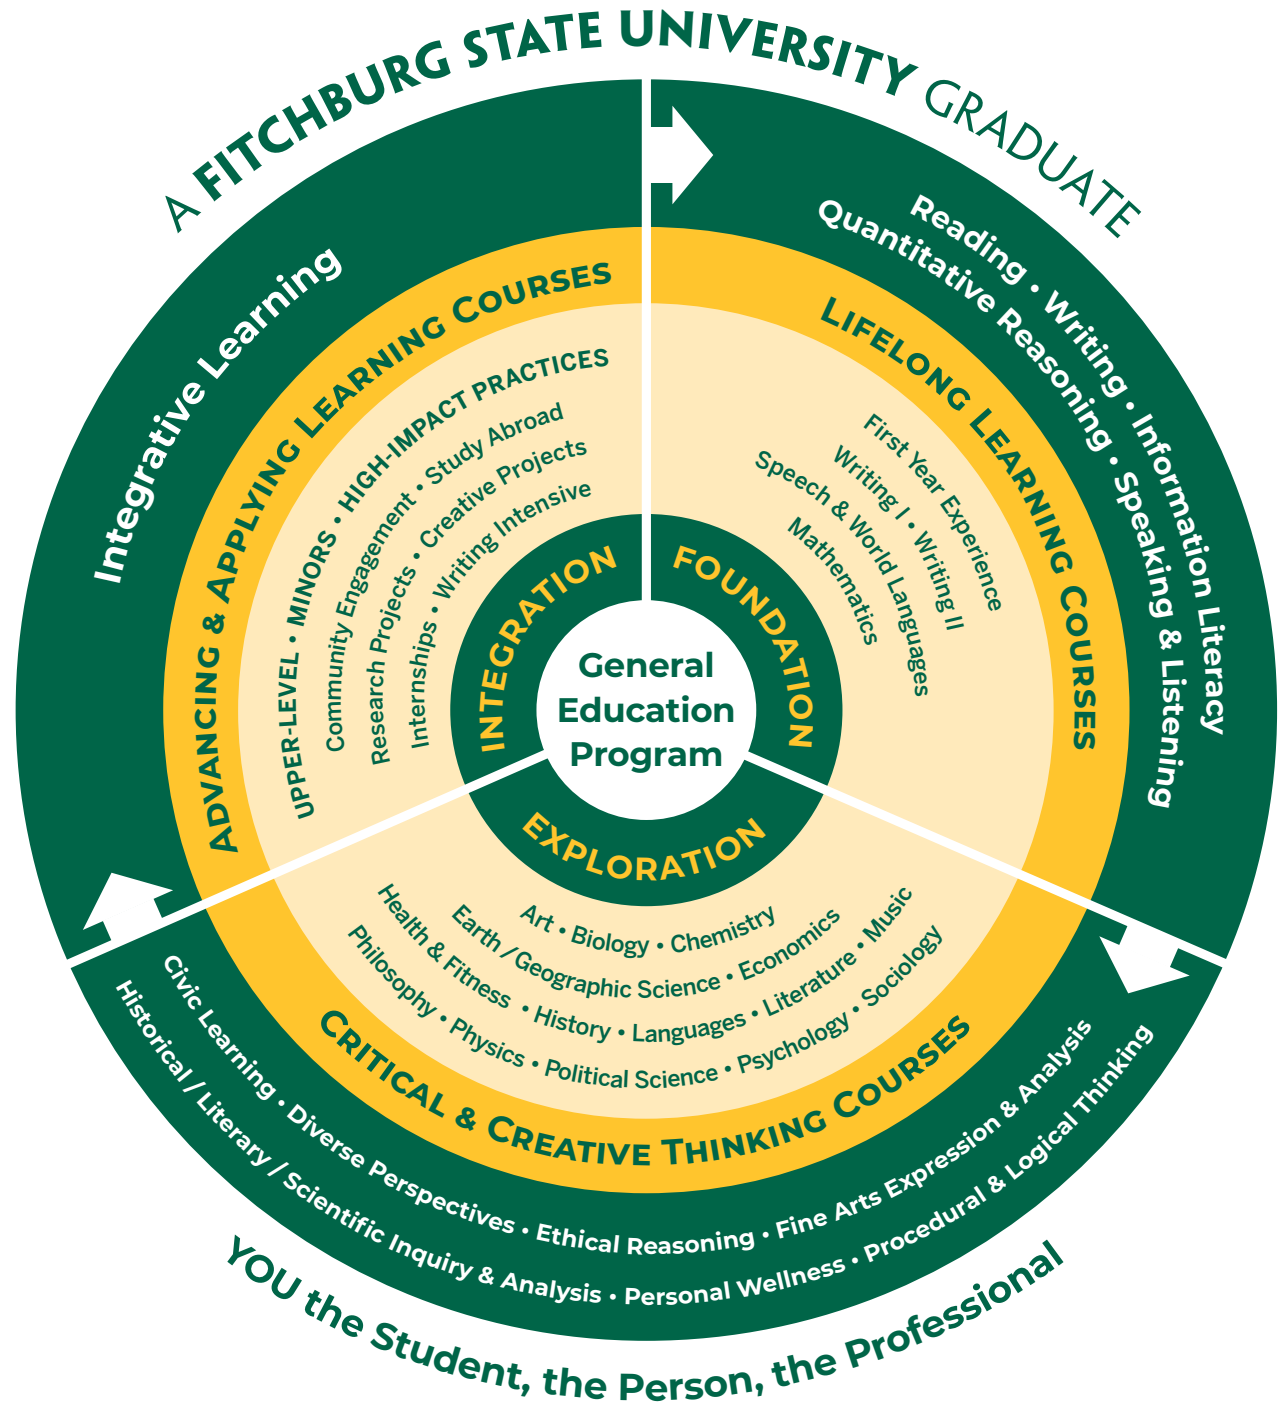 A FITCHBURG STATE UNIVERSITY GRADUATE
General
Education
Program
FOUNDATION
LIFELONG LEARNING COURSES
First Year Experience
Writing I • Writing II
Speech & World Languages
Mathematics
Reading • Writing • Information Literacy
Quantitative Reasoning • Speaking & Listening
EXPLORATION
Art • Biology • Chemistry
Earth /Geographic Science • Economics
Health & Fitness • History • Languages • Literature • Music
Philosophy • Physics • Political Science • Psychology • Sociology
CRITICAL & CREATIVE THINKING COURSES
Civic Learning • Diverse Perspectives • Ethical Reasoning • Fine Arts Expression & Analysis
Historical / Literary / Scientific Inquiry & Analysis • Personal Wellness • Procedural & Logical Thinking
INTEGRATION
ADVANCING & APPLYING LEARNING COURSES
UPPER-LEVEL • MINORS • HIGH-IMPACT PRACTICES
Community Engagement • Study Abroad
Research Projects • Creative Projects
Internships • Writing Intensive
Integrative Learning
YOU the Student, the Person, the Professional